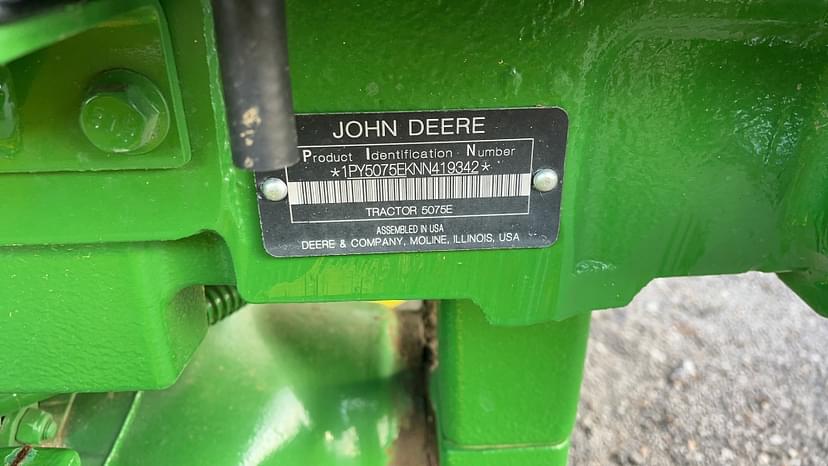 JOHN DEERE
Product Identification Number
*1PY5075EKNN419342*
TRACTOR 5075E
ASSEMBLED IN USA
DEERE & COMPANY, MOLINE, ILLINOIS, USA